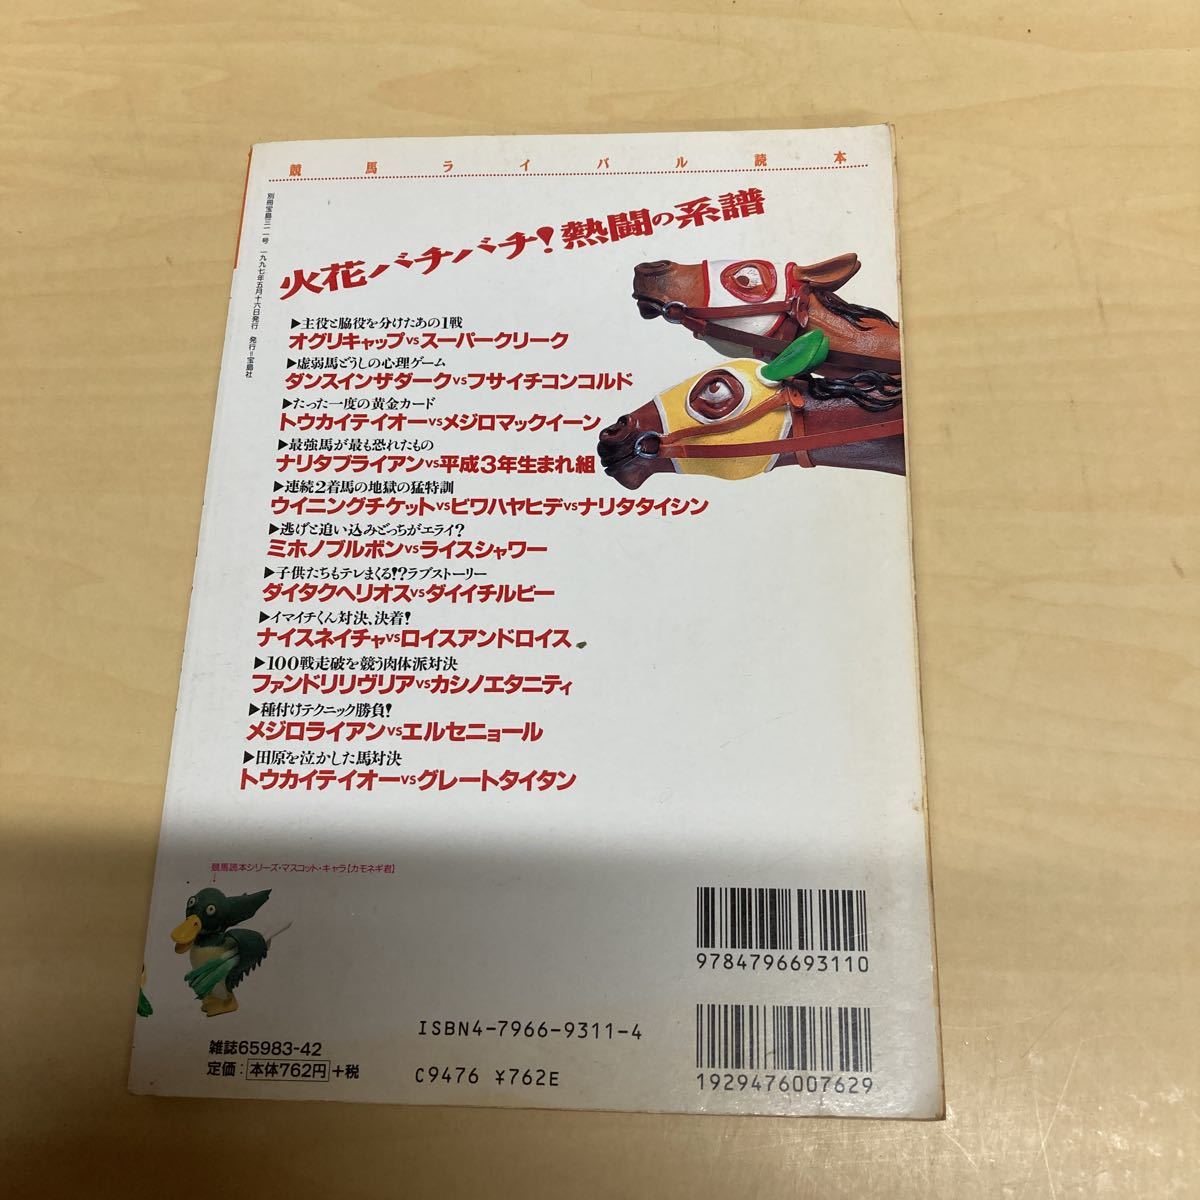 競馬ライバル読本
別冊宝島三一一号 一九九七年五月十六日発行 発行=宝島社
火花バチバチ!熱闘の系譜
▶主役と脇役を分けたあの1戦
オグリキャップvsスーパークリーク
▶虚弱馬どうしの心理ゲーム
ダンスインザダークvsフサイチコンコルド
▶たった一度の黄金カード
トウカイテイオーvsメジロマックイーン
▶最強馬が最も恐れたもの
ナリタブライアンvs平成3年生まれ組
▶連続2着馬の地獄の猛特訓
ウイニングチケットvsビワハヤヒデvsナリタタイシン
▶逃げと追い込みどっちがエライ?
ミホノブルボンvsライスシャワー
▶子供たちもテレまくる!?ラブストーリー
ダイタクヘリオスvsダイイチルビー
▶イマイチくん対決、決着!
ナイスネイチャvsロイスアンドロイス
▶100戦走破を競う肉体派対決
ファンドリリヴリアvsカシノエタニティ
▶種付けテクニック勝負!
メジロライアンvsエルセニョール
▶田原を泣かした馬対決
トウカイテイオーvsグレートタイタン
競馬読本シリーズ・マスコット・キャラ【カモネギ君】
9784796693110
ISBN4-7966-9311-4
雑誌65983-42
定価:本体762円+税
C9476 ¥762E
1929476007629